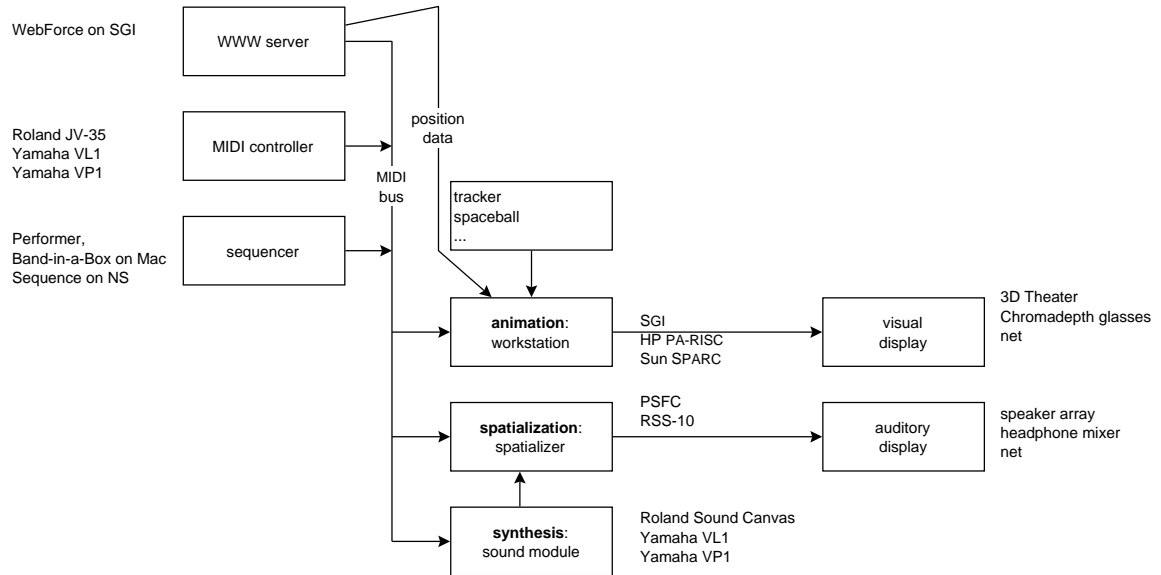 WebForce on SGI
WWW server
position
data
Roland JV-35
Yamaha VL1
Yamaha VP1
MIDI controller
MIDI
bus
tracker
spaceball
...
Performer,
Band-in-a-Box on Mac
Sequence on NS
sequencer
animation:
workstation
SGI
HP PA-RISC
Sun SPARC
visual
display
3D Theater
Chromadepth glasses
net
spatialization:
spatializer
PSFC
RSS-10
auditory
display
speaker array
headphone mixer
net
synthesis:
sound module
Roland Sound Canvas
Yamaha VL1
Yamaha VP1